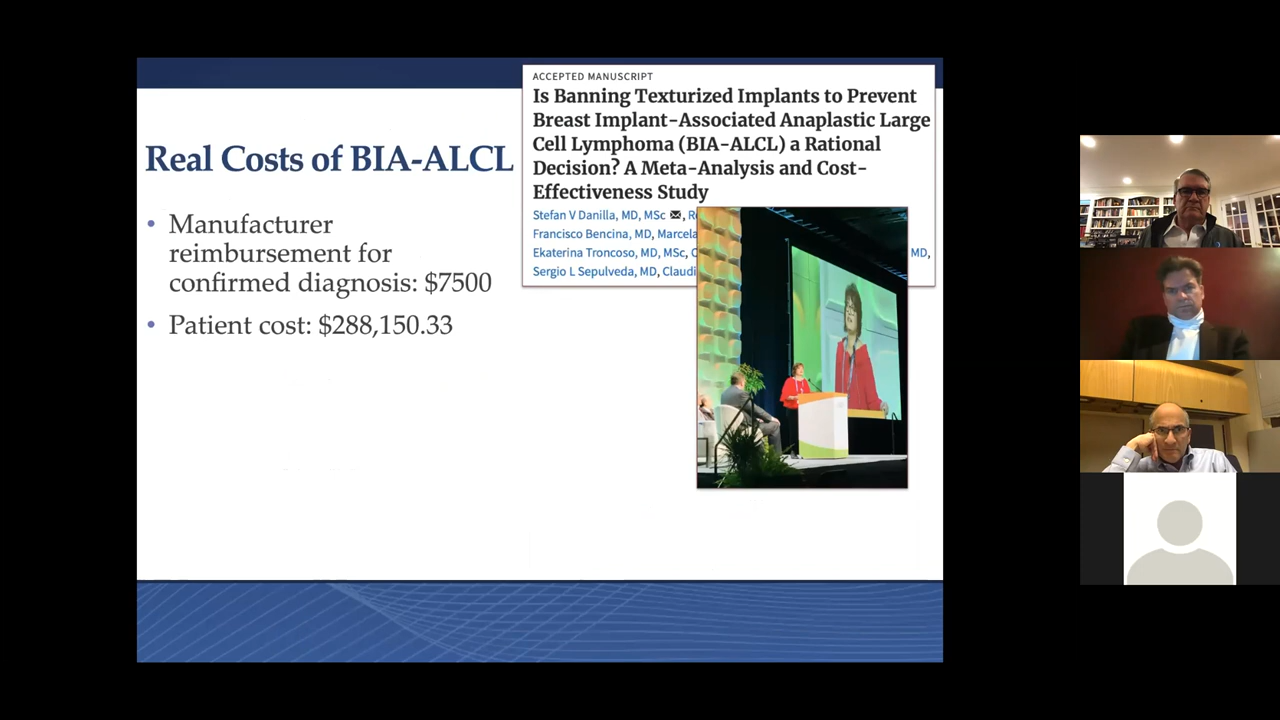 Real Costs of BIA-ALCL
• Manufacturer
reimbursement for
confirmed diagnosis: $7500
• Patient cost: $288,150.33
ACCEPTED MANUSCRIPT
Is Banning Texturized Implants to Prevent
Breast Implant-Associated Anaplastic Large
Cell Lymphoma (BIA-ALCL) a Rational
Decision? A Meta-Analysis and Cost-
Effectiveness Study
Stefan V Danilla, MD, MSc
Francisco Bencina, MD, Marcela
Ekaterina Troncoso, MD, MSc, MD,
Sergio L Sepulveda, MD,